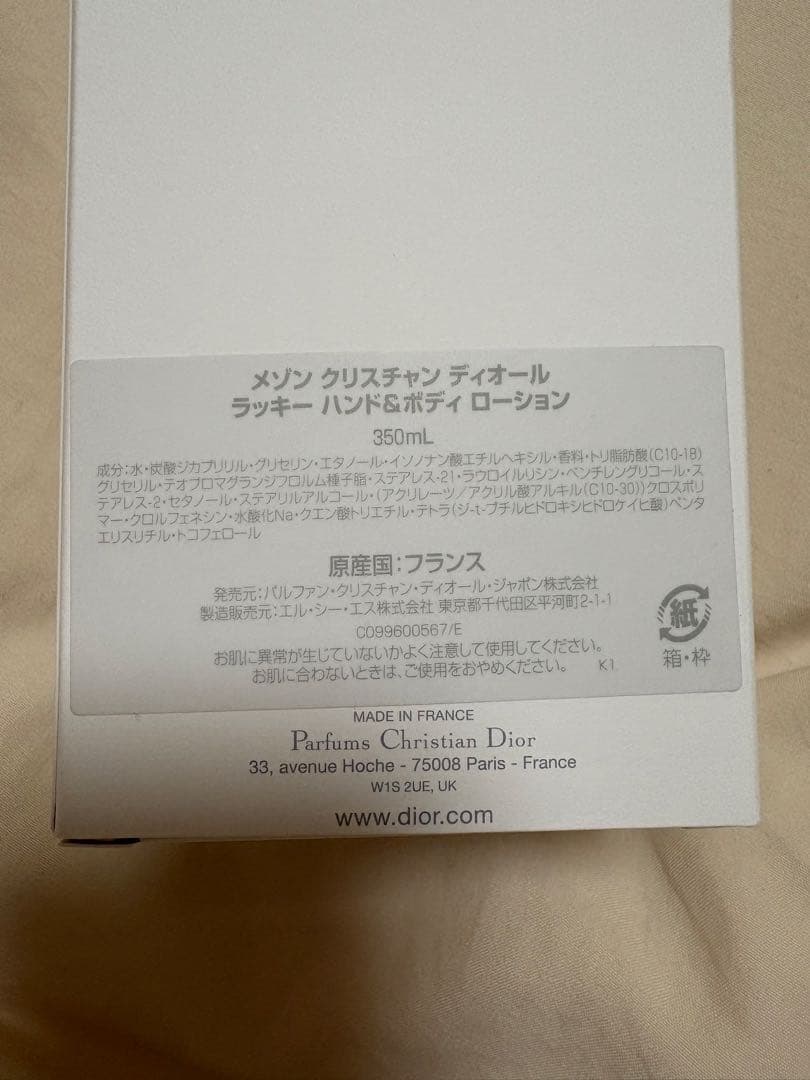 メゾン クリスチャン ディオール
ラッキー ハンド&ボディ ローション
350mL
成分:水・炭酸ジカプリリル・グリセリン・エタノール・イソノナン酸エチルヘキシル・香料・トリ脂肪酸(C10-18)
グリセリル・テオブロマグランジフロルム種子脂・ステアレス-21・ラウロイルリシン・ペンチレングリコール・ス
テアレス-2・セタノール・ステアリルアルコール・(アクリレーツ/アクリル酸アルキル(C10-30))クロスポリ
マー・クロルフェネシン・水酸化Na・クエン酸トリエチル・テトラ(ジ-t-ブチルヒドロキシヒドロケイヒ酸)ペンタ
エリスリチル・トコフェロール
原産国:フランス
発売元:パルファン・クリスチャン・ディオール・ジャポン株式会社
製造販売元:エル・シー・エス株式会社 東京都千代田区平河町2-1-1
C099600567/E
お肌に異常が生じていないかよく注意して使用してください。
お肌に合わないときは、ご使用をおやめください。 K1
紙
箱・枠
MADE IN FRANCE
Parfums Christian Dior
33, avenue Hoche - 75008 Paris - France
W1S 2UE, UK
www.dior.com